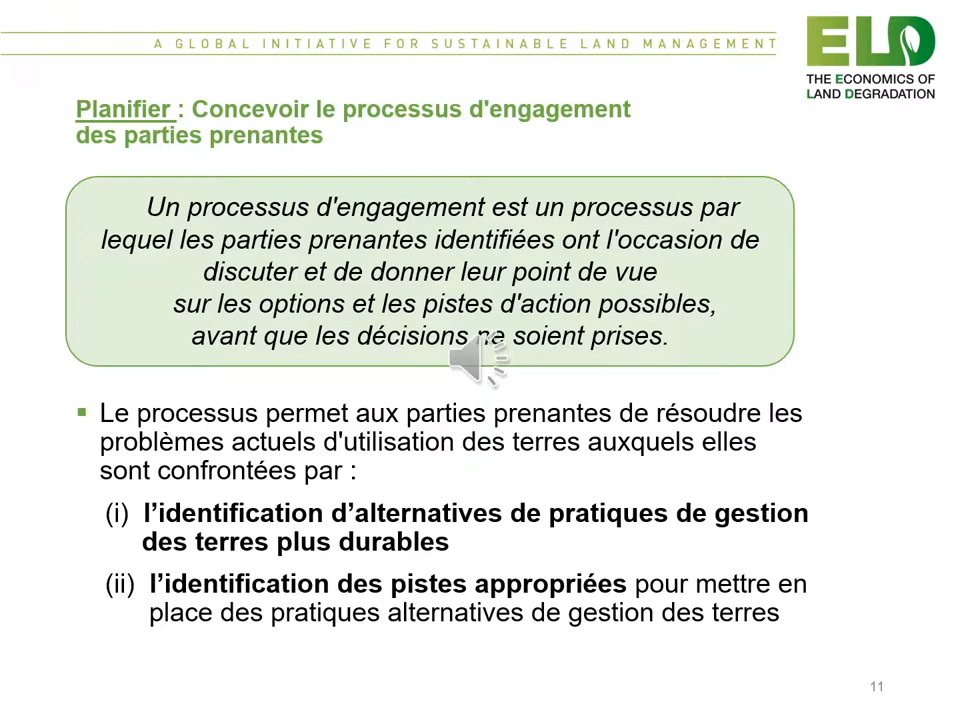 A GLOBAL INITIATIVE FOR SUSTAINABLE LAND MANAGEMENT
ELD
THE ECONOMICS OF
LAND DEGRADATION
Planifier : Concevoir le processus d'engagement
des parties prenantes
Un processus d'engagement est un processus par
lequel les parties prenantes identifiées ont l'occasion de
discuter et de donner leur point de vue
sur les options et les pistes d'action possibles,
avant que les décisions ne soient prises.
▪ Le processus permet aux parties prenantes de résoudre les
problèmes actuels d'utilisation des terres auxquels elles
sont confrontées par :
(i) l’identification d’alternatives de pratiques de gestion
des terres plus durables
(ii) l’identification des pistes appropriées pour mettre en
place des pratiques alternatives de gestion des terres
11